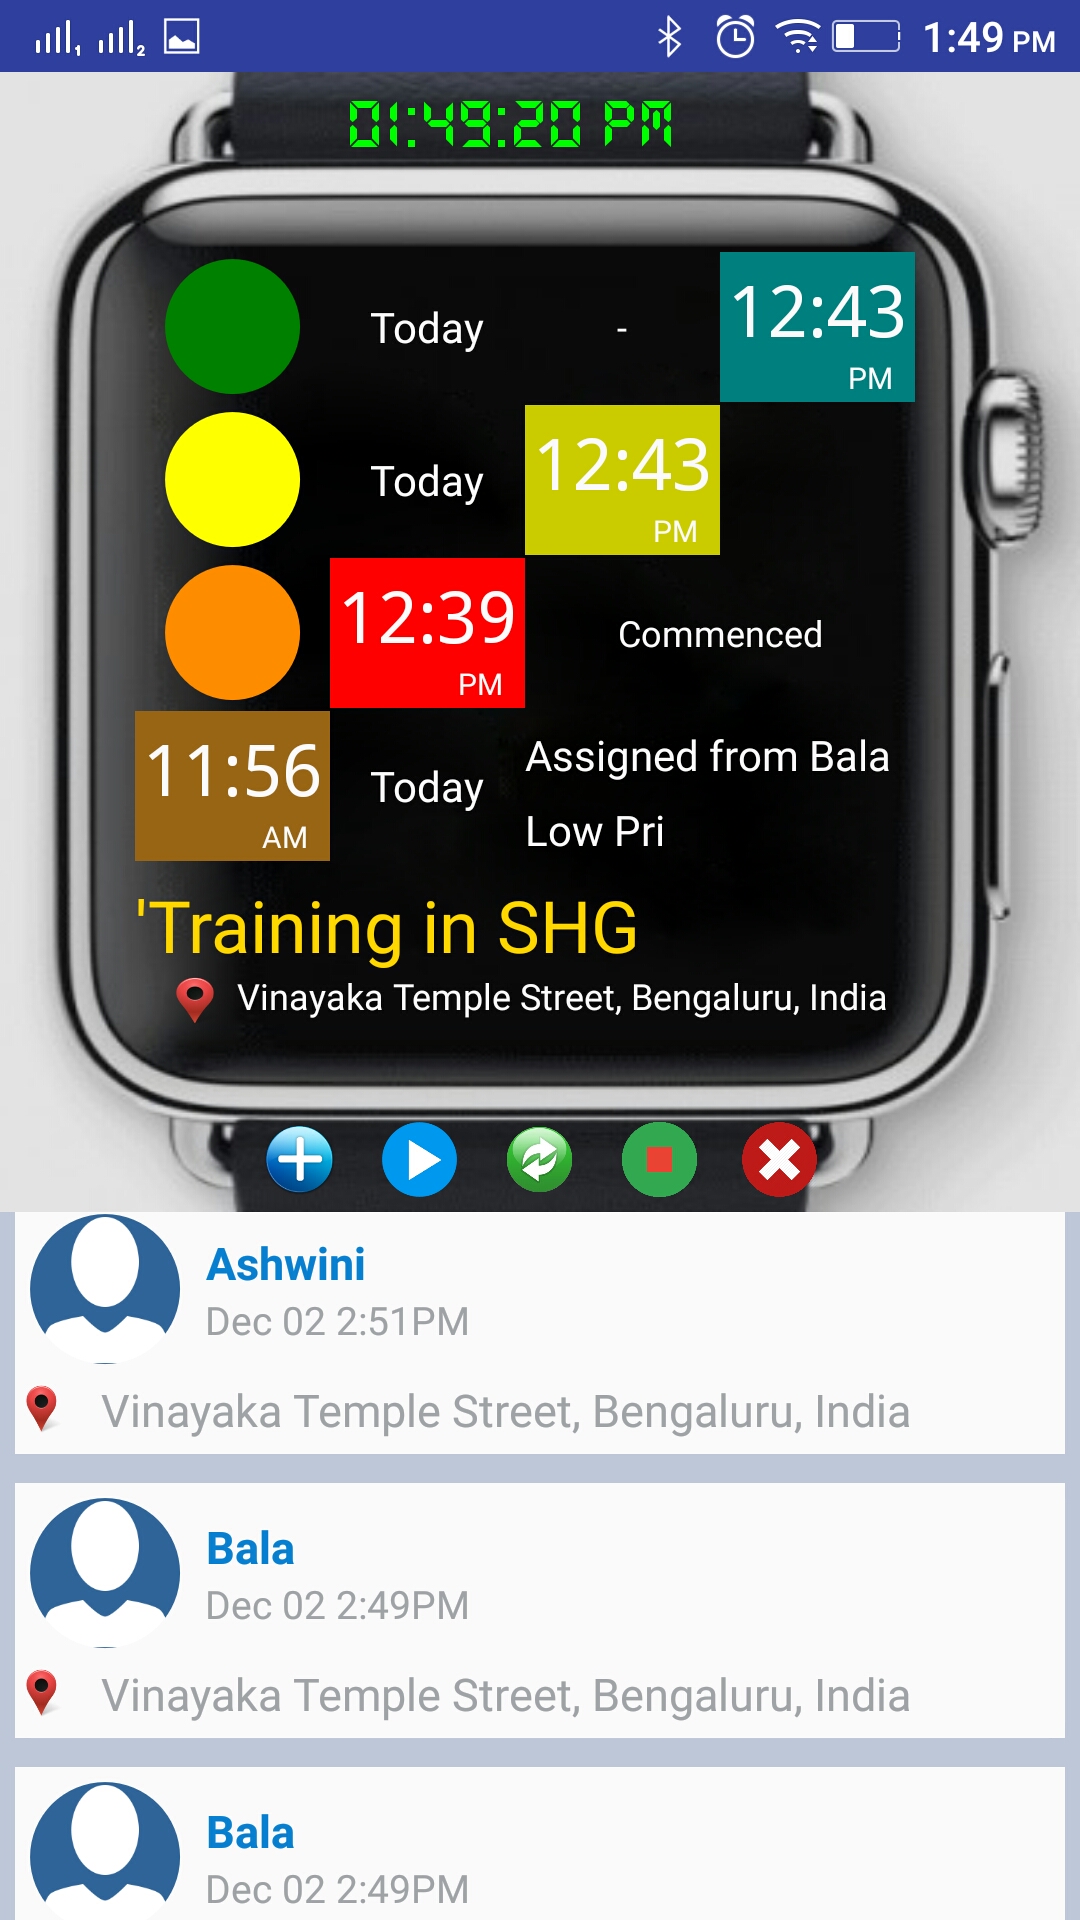 1 2 1:49 PM
01:49:20 PM
Today - 12:43 PM
Today 12:43 PM
12:39 PM Commenced
11:56 AM Today Assigned from Bala
Low Pri
'Training in SHG
Vinayaka Temple Street, Bengaluru, India
Ashwini
Dec 02 2:51PM
Vinayaka Temple Street, Bengaluru, India
Bala
Dec 02 2:49PM
Vinayaka Temple Street, Bengaluru, India
Bala
Dec 02 2:49PM